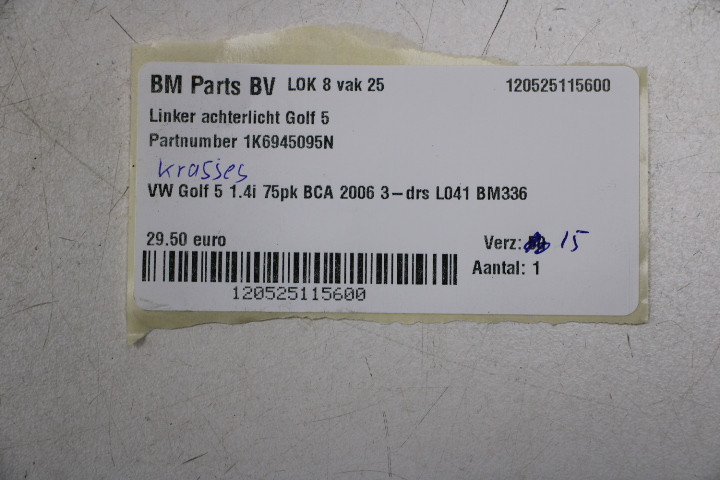 BM Parts BV LOK 8 vak 25 120525115600
Linker achterlicht Golf 5
Partnumber 1K6945095N
krasjes
VW Golf 5 1.4i 75pk BCA 2006 3-drs L041 BM336
29.50 euro Verz: 15
Aantal: 1
120525115600